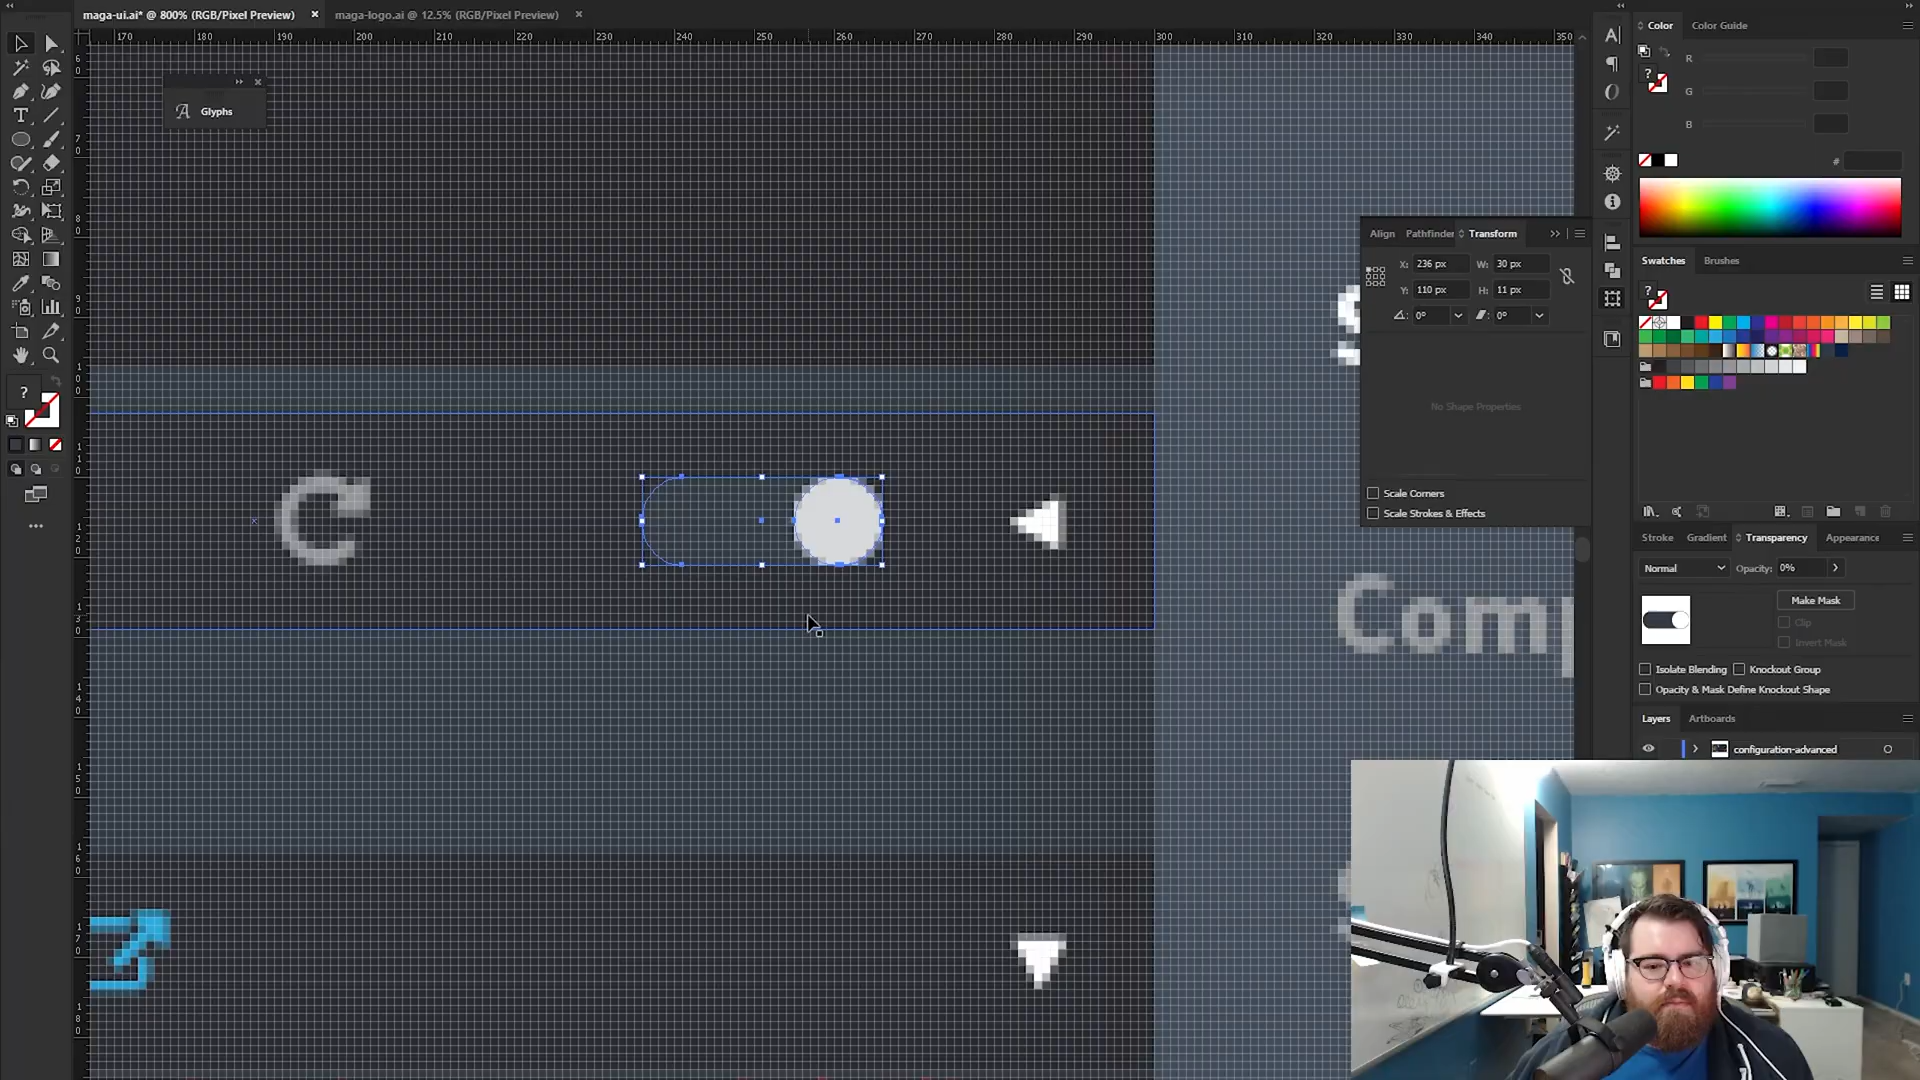 maga-ui.ai* @ 800% (RGB/Pixel Preview)
maga-logo.ai @ 12.5% (RGB/Pixel Preview)
170 180 190 200 210 220 230 240 250 260 270 280 290 300 310 320 330 340 350
Glyphs
C
Comp
Align Pathfinder Transform
X: 236 px W: 30 px
Y: 110 px H: 11 px
0° 0°
No Shape Properties
Scale Corners
Scale Strokes & Effects
Color Color Guide
R
G
B
#
Swatches Brushes
Stroke Gradient Transparency Appearance
Normal Opacity: 0%
Make Mask
Clip
Invert Mask
Isolate Blending Knockout Group
Opacity & Mask Define Knockout Shape
Layers Artboards
configuration-advanced